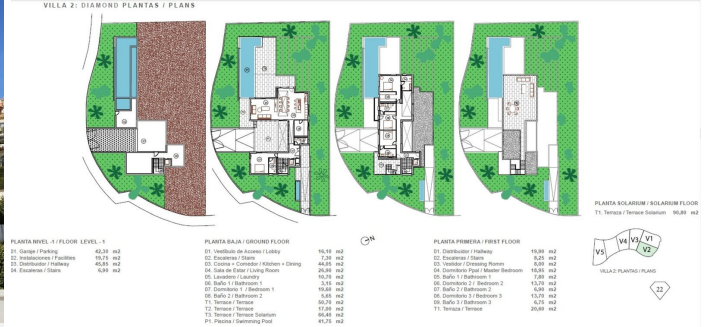 VILLA 2: DIAMOND PLANTAS / PLANS
PLANTA SOLARIUM / SOLARIUM FLOOR
T1. Terraza / Terrace Solarium 90,80 m2
PLANTA NIVEL -1 / FLOOR LEVEL - 1
01. Garage / Parking 42,30 m2
02. Instalaciones / Facilities 19,75 m2
03. Distribuidor / Hallway 45,85 m2
04. Escaleras / Stairs 6,90 m2
PLANTA BAJA / GROUND FLOOR
01. Vestíbulo de Acceso / Lobby 16,10 m2
02. Escaleras / Stairs 7,30 m2
03. Cocina + Comedor / Kitchen + Dining 44,05 m2
04. Sala de Estar / Living Room 26,90 m2
05. Lavadero / Laundry 10,70 m2
06. Baño 1 / Bathroom 1 3,15 m2
07. Dormitorio 1 / Bedroom 1 19,60 m2
08. Baño 2 / Bathroom 2 5,65 m2
T1. Terraza / Terrace 50,70 m2
T2. Terraza / Terrace 17,00 m2
T3. Terraza / Terrace Solarium 66,40 m2
P1. Piscina / Swimming Pool 41,75 m2
N
PLANTA PRIMERA / FIRST FLOOR
01. Distribuidor / Hallway 19,90 m2
02. Escaleras / Stairs 8,25 m2
03. Vestidor / Dressing Romm 8,00 m2
04. Dormitorio Ppal / Master Bedroom 18,95 m2
05. Baño 1 / Bathroom 1 7,80 m2
06. Dormitorio 2 / Bedroom 2 13,70 m2
07. Baño 2 / Bathroom 2 6,90 m2
08. Dormitorio 3 / Bedroom 3 13,70 m2
09. Baño 3 / Bathroom 3 6,75 m2
T1. Terraza / Terrace 20,60 m2
V5 V4 V3 V1
V2
VILLA 2: PLANTAS / PLANS
22